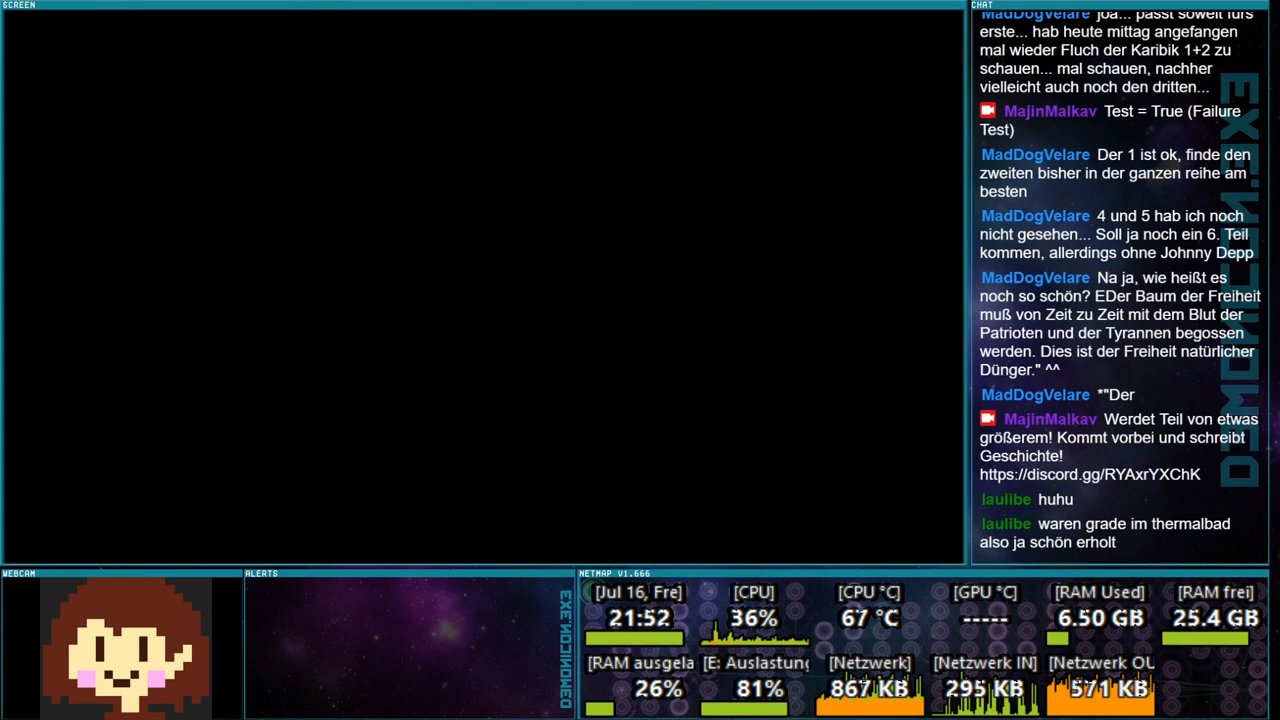 SCREEN
CHAT
MadDogVelare joa... passt soweit fürs
erste... hab heute mittag angefangen
mal wieder Fluch der Karibik 1+2 zu
schauen... mal schauen, nachher
vielleicht auch noch den dritten...
MajinMalkav Test = True (Failure
Test)
MadDogVelare Der 1 ist ok, finde den
zweiten bisher in der ganzen reihe am
besten
MadDogVelare 4 und 5 hab ich noch
nicht gesehen... Soll ja noch ein 6. Teil
kommen, allerdings ohne Johnny Depp
MadDogVelare Na ja, wie heißt es
noch so schön? EDer Baum der Freiheit
muß von Zeit zu Zeit mit dem Blut der
Patrioten und der Tyrannen begossen
werden. Dies ist der Freiheit natürlicher
Dünger." ^^
MadDogVelare *"Der
MajinMalkav Werdet Teil von etwas
größerem! Kommt vorbei und schreibt
Geschichte!
https://discord.gg/RYAxrYXChK
laulibe huhu
laulibe waren grade im thermalbad
also ja schön erholt
WEBCAM
ALERTS
NETMAP V1.666
[Jul 16, Fre] [CPU] [CPU °C] [GPU °C] [RAM Used] [RAM frei]
21:52 36% 67 °C ----- 6.50 GB 25.4 GB
[RAM ausgela [E: Auslastung [Netzwerk] [Netzwerk IN] [Netzwerk OU
26% 81% 867 KB 295 KB 571 KB